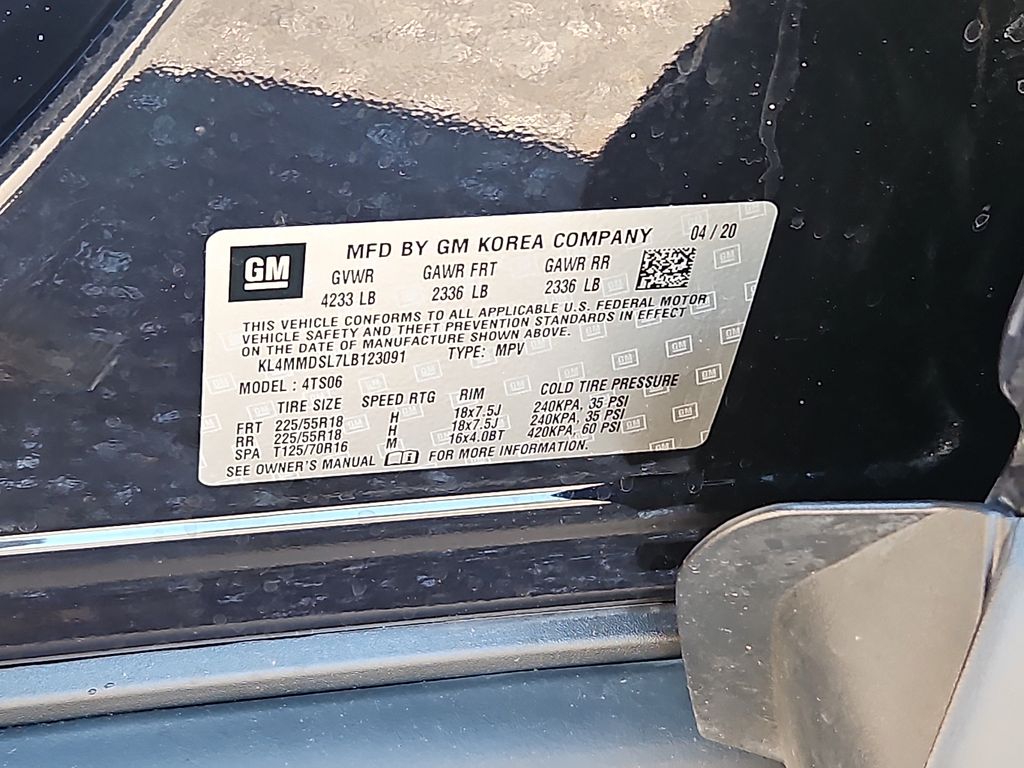 GM
MFD BY GM KOREA COMPANY 04 / 20
GVWR GAWR FRT GAWR RR
4233 LB 2336 LB 2336 LB
THIS VEHICLE CONFORMS TO ALL APPLICABLE U.S. FEDERAL MOTOR
VEHICLE SAFETY AND THEFT PREVENTION STANDARDS IN EFFECT
ON THE DATE OF MANUFACTURE SHOWN ABOVE.
KL4MMDSL7LB123091 TYPE: MPV
MODEL : 4TS06
TIRE SIZE SPEED RTG RIM COLD TIRE PRESSURE
FRT 225/55R18 H 18x7.5J 240KPA, 35 PSI
RR 225/55R18 H 18x7.5J 240KPA, 35 PSI
SPA T125/70R16 M 16x4.0BT 420KPA, 60 PSI
SEE OWNER'S MANUAL FOR MORE INFORMATION.